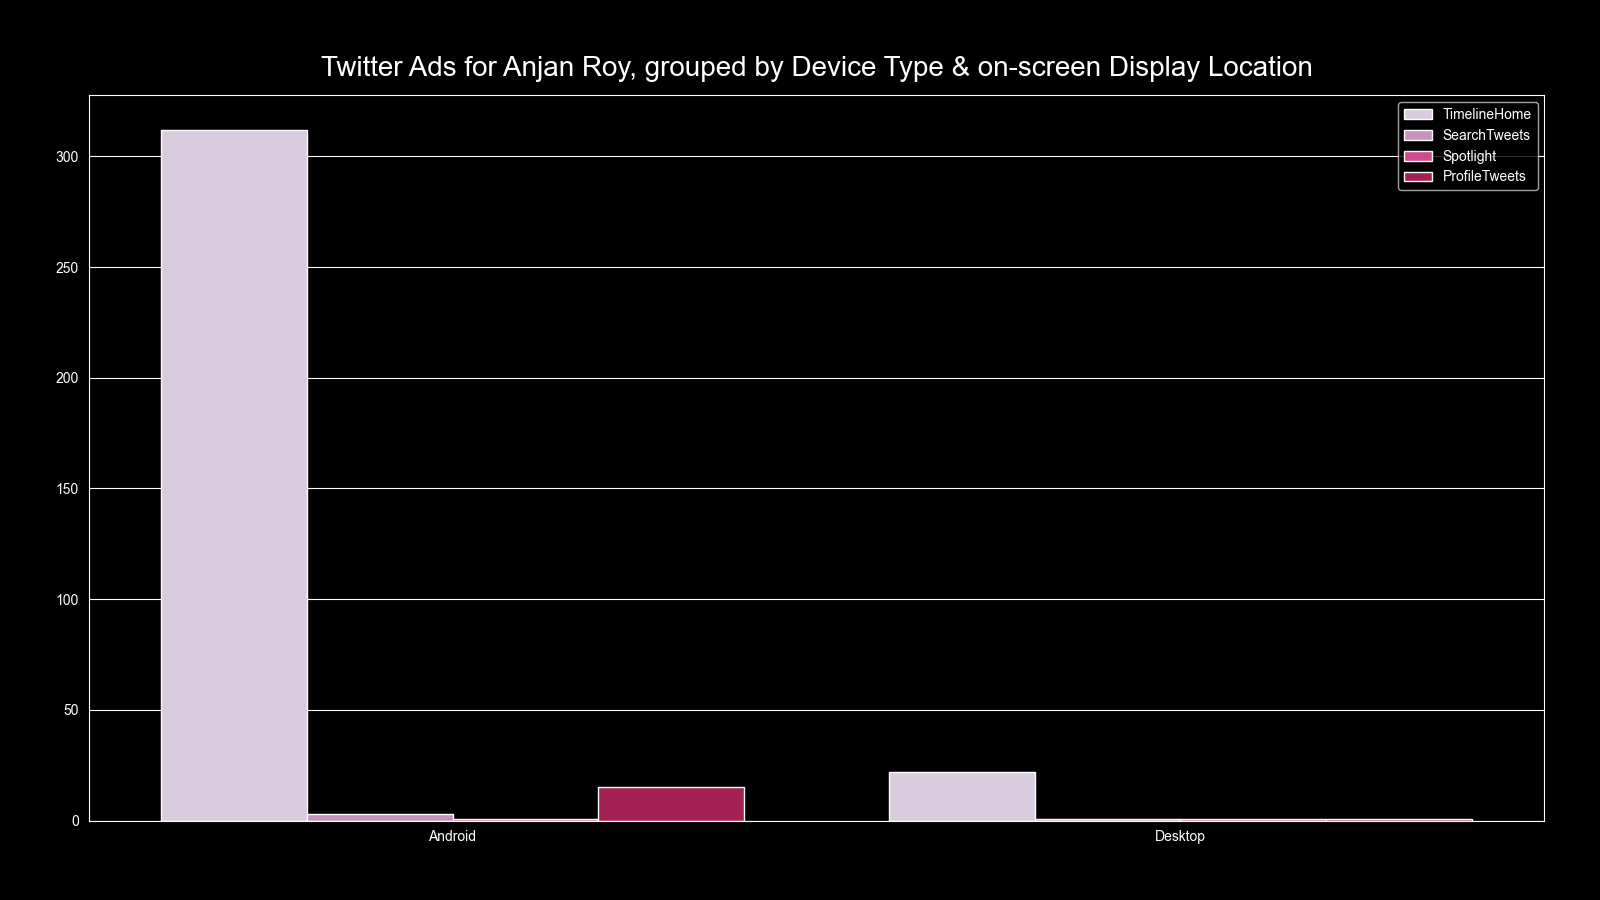 Twitter Ads for Anjan Roy, grouped by Device Type & on-screen Display Location
TimelineHome
SearchTweets
Spotlight
ProfileTweets
300
250
200
150
100
50
0
Android
Desktop